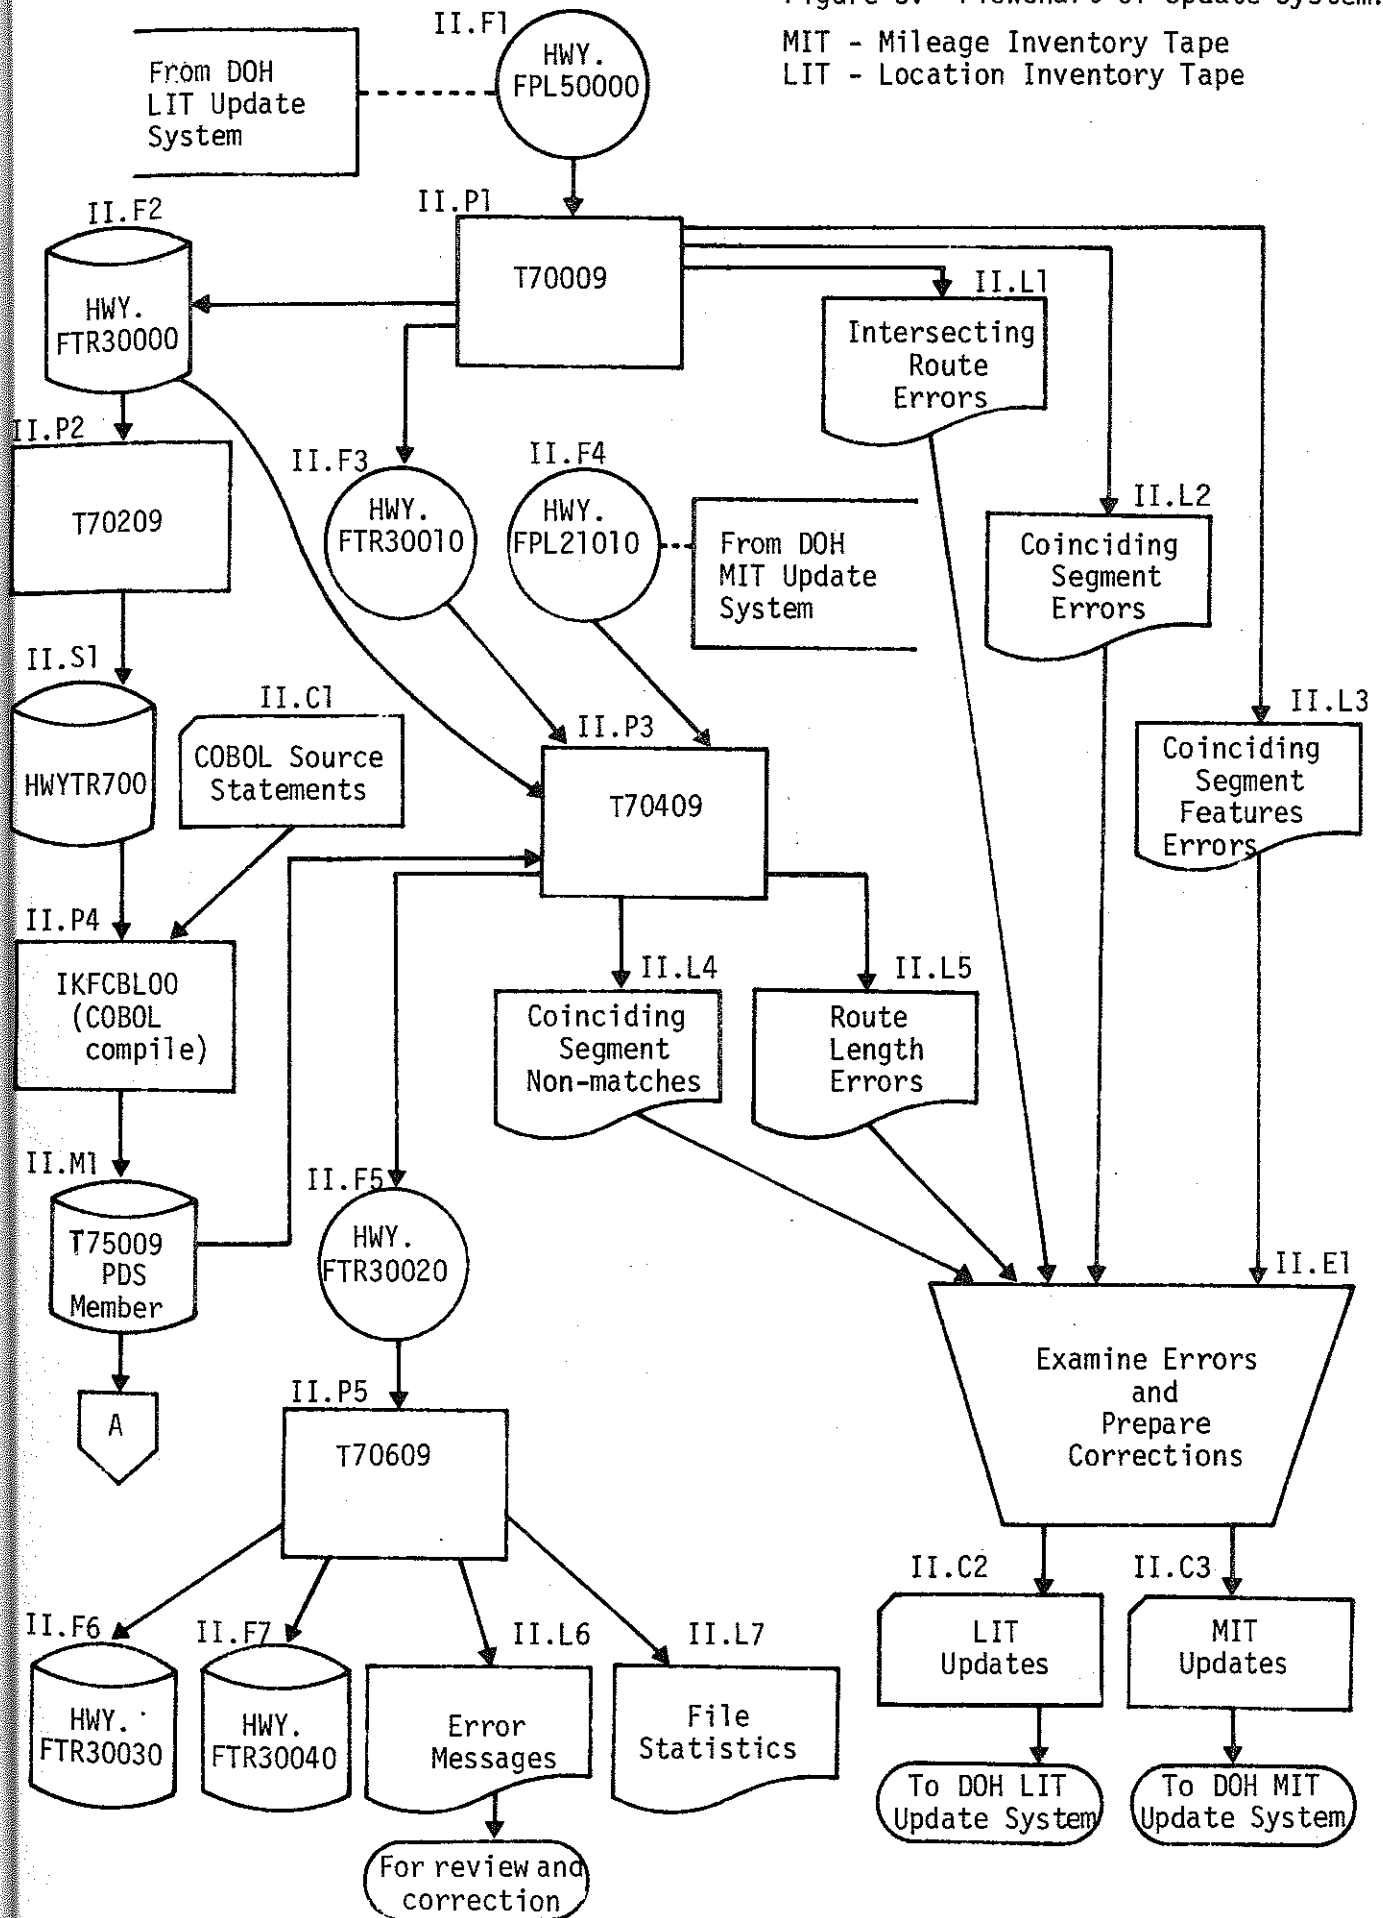 MIT - Mileage Inventory Tape
LIT - Location Inventory Tape
II.F1
HWY.
FPL50000
From DOH
LIT Update
System
II.P1
T70009
II.F2
HWY.
FTR30000
II.L1
Intersecting
Route
Errors
II.P2
T70209
II.F3
HWY.
FTR30010
II.F4
HWY.
FPL21010
From DOH
MIT Update
System
II.L2
Coinciding
Segment
Errors
II.S1
HWYTR700
II.C1
COBOL Source
Statements
II.P3
T70409
II.L3
Coinciding
Segment
Features
Errors
II.P4
IKFCBL00
(COBOL
compile)
II.L4
Coinciding
Segment
Non-matches
II.L5
Route
Length
Errors
II.M1
T75009
PDS
Member
A
II.F5
HWY.
FTR30020
II.E1
Examine Errors
and
Prepare
Corrections
II.P5
T70609
II.F6
HWY.
FTR30030
II.F7
HWY.
FTR30040
II.L6
Error
Messages
II.L7
File
Statistics
II.C2
LIT
Updates
II.C3
MIT
Updates
To DOH LIT
Update System
To DOH MIT
Update System
For review and
correction